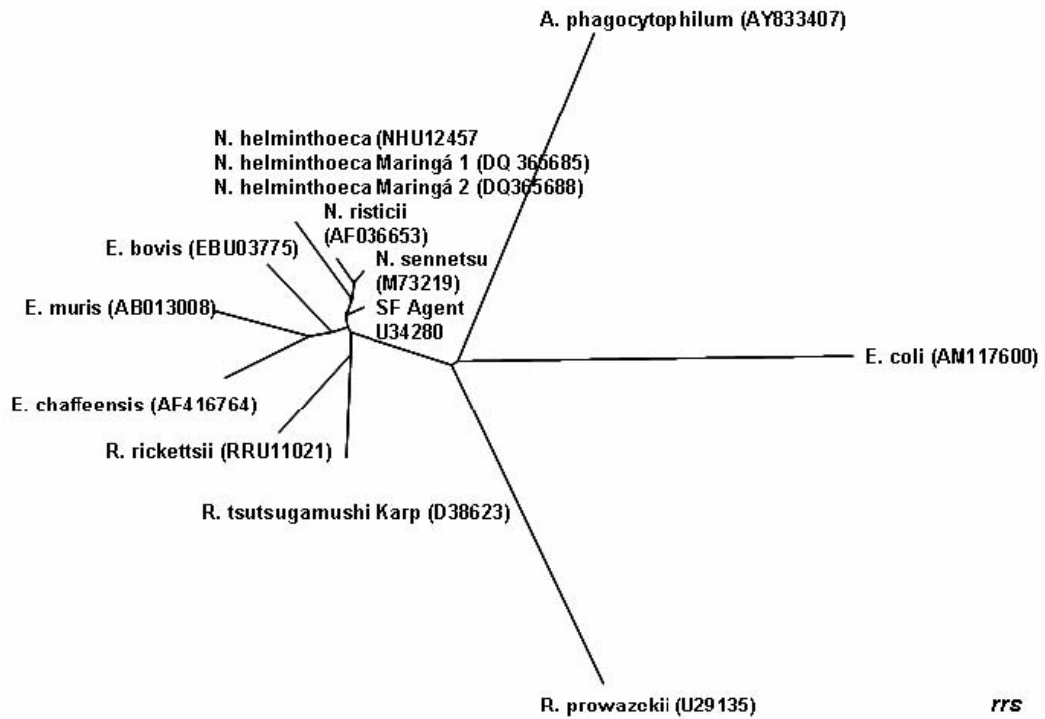 A. phagocytophilum (AY833407)
N. helminthoeca (NHU12457
N. helminthoeca Maringá 1 (DQ 365685)
N. helminthoeca Maringá 2 (DQ365688)
N. risticii
(AF036653)
E. bovis (EBU03775)
N. sennetsu
(M73219)
E. muris (AB013008)
SF Agent
U34280
E. coli (AM117600)
E. chaffeensis (AF416764)
R. rickettsii (RRU11021)
R. tsutsugamushi Karp (D38623)
R. prowazekii (U29135)
rrs